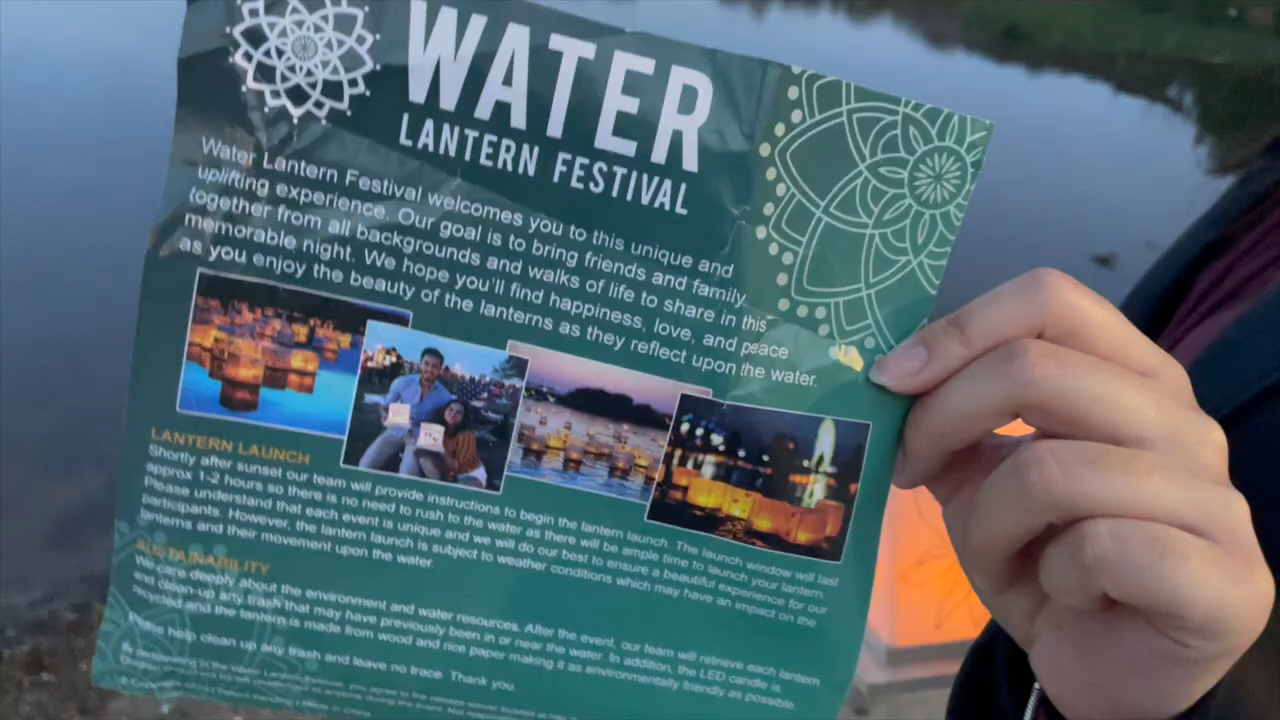 WATER
LANTERN FESTIVAL
Water Lantern Festival welcomes you to this unique and
uplifting experience. Our goal is to bring friends and family
together from all backgrounds and walks of life to share in this
memorable night. We hope you'll find happiness, love, and peace
as you enjoy the beauty of the lanterns as they reflect upon the water.
LANTERN LAUNCH
Shortly after sunset our team will provide instructions to begin the lantern launch. The launch window will last
approx 1-2 hours so there is no need to rush to the water as there will be ample time to launch your lantern.
Please understand that each event is unique and we will do our best to ensure a beautiful experience for our
participants. However, the lantern launch is subject to weather conditions which may have an impact on the
lanterns and their movement upon the water.
SUSTAINABILITY
We care deeply about the environment and water resources. After the event, our team will retrieve each lantern
and clean-up any trash that may have previously been in or near the water. In addition, the LED candle is
recycled and the lantern is made from wood and rice paper making it as environmentally friendly as possible.
Please help clean up any trash and leave no trace. Thank you.